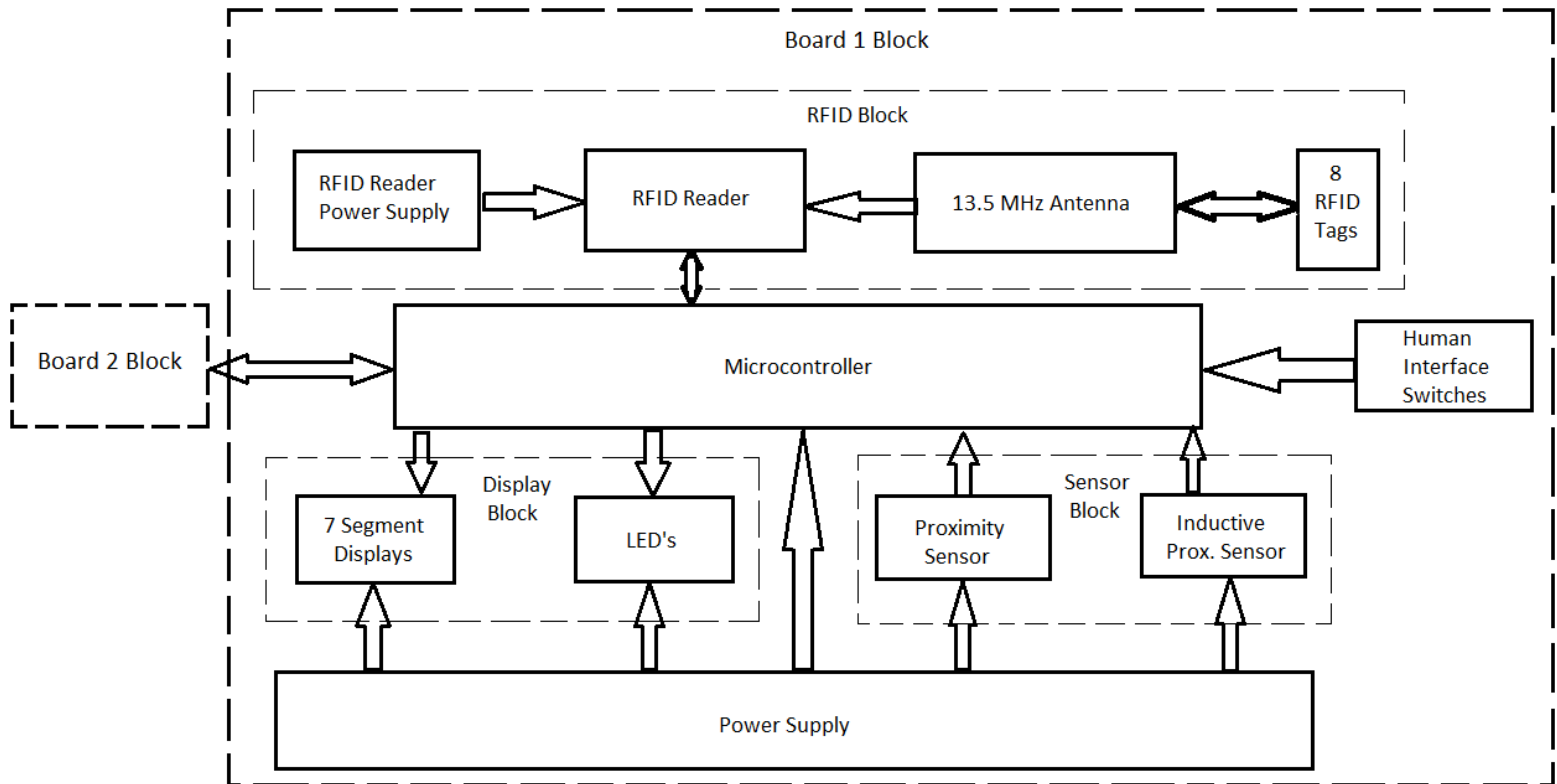 Board 1 Block
RFID Block
RFID Reader
Power Supply
RFID Reader
13.5 MHz Antenna
8
RFID
Tags
Board 2 Block
Microcontroller
Human
Interface
Switches
Display
Block
7 Segment
Displays
LED's
Sensor
Block
Proximity
Sensor
Inductive
Prox. Sensor
Power Supply